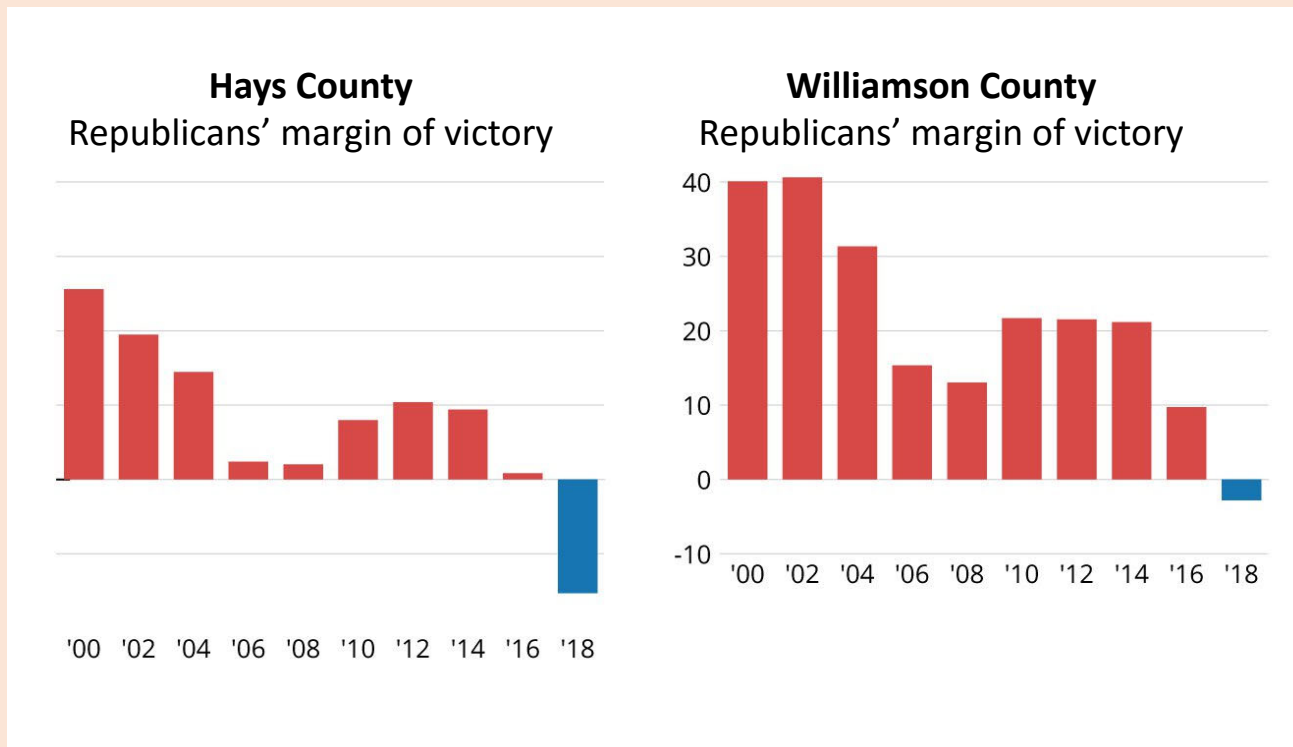 Hays County
Republicans’ margin of victory
'00 '02 '04 '06 '08 '10 '12 '14 '16 '18
Williamson County
Republicans’ margin of victory
40
30
20
10
0
-10
'00 '02 '04 '06 '08 '10 '12 '14 '16 '18